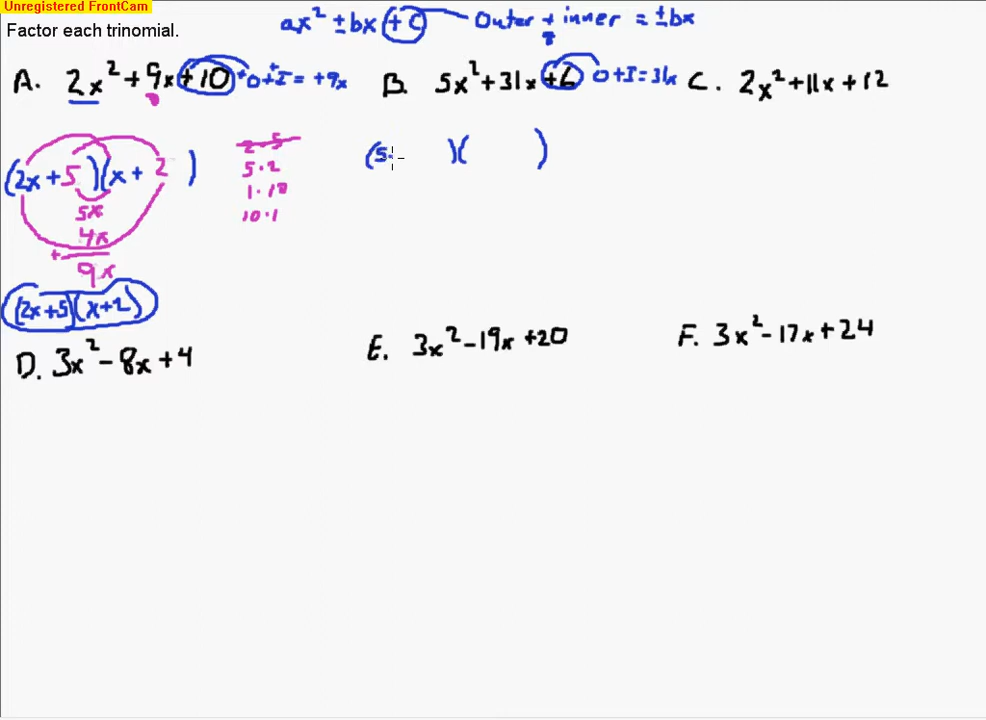 Unregistered FrontCam
Factor each trinomial.
ax² ± bx + c Outer + inner = ± bx
A. 2x² + 9x + 10 + O + I = + 9x
B. 5x² + 31x + 6 O + I = 31x
C. 2x² + 11x + 12
(2x + 5)(x + 2)
2 · 5
5 · 2
1 · 10
10 · 1
5x
4x
+
9x
(2x+5)(x+2)
(5 )( )
D. 3x² - 8x + 4
E. 3x² - 19x + 20
F. 3x² - 17x + 24